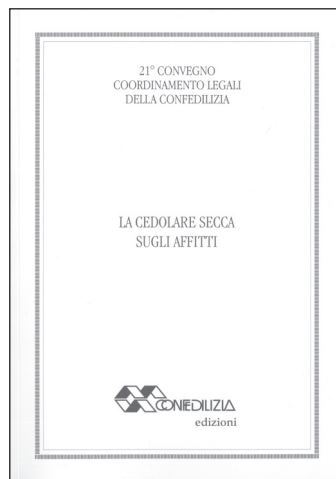 21° CONVEGNO
COORDINAMENTO LEGALI
DELLA CONFEDILIZIA
LA CEDOLARE SECCA
SUGLI AFFITTI
CONFEDILIZIA
edizioni